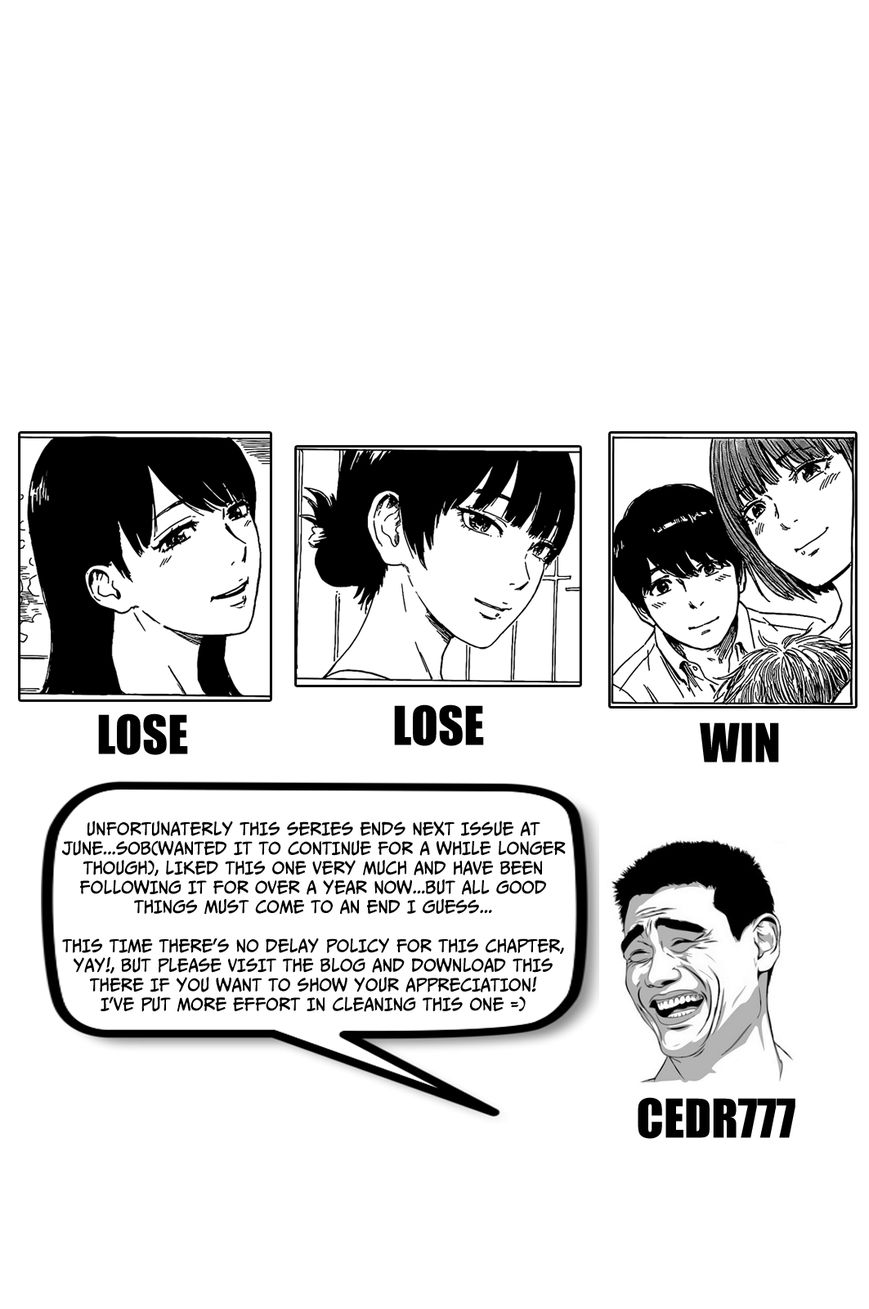 LOSE
LOSE
WIN
UNFORTUNATERLY THIS SERIES ENDS NEXT ISSUE AT
JUNE...SOB(WANTED IT TO CONTINUE FOR A WHILE LONGER
THOUGH), LIKED THIS ONE VERY MUCH AND HAVE BEEN
FOLLOWING IT FOR OVER A YEAR NOW...BUT ALL GOOD
THINGS MUST COME TO AN END I GUESS...
THIS TIME THERE'S NO DELAY POLICY FOR THIS CHAPTER,
YAY!, BUT PLEASE VISIT THE BLOG AND DOWNLOAD THIS
THERE IF YOU WANT TO SHOW YOUR APPRECIATION!
I'VE PUT MORE EFFORT IN CLEANING THIS ONE =)
CEDR777